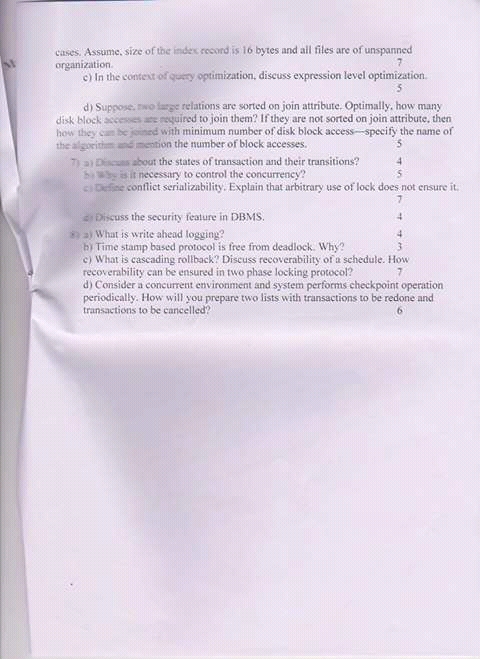 cases. Assume, size of the index record is 16 bytes and all files are of unspanned
organization. 7
c) In the context of query optimization, discuss expression level optimization.
5
d) Suppose, two large relations are sorted on join attribute. Optimally, how many
disk block accesses are required to join them? If they are not sorted on join attribute, then
how they can be joined with minimum number of disk block access—specify the name of
the algorithm and mention the number of block accesses. 5
7) a) Discuss about the states of transaction and their transitions? 4
b) Why is it necessary to control the concurrency? 5
c) Define conflict serializability. Explain that arbitrary use of lock does not ensure it.
7
d) Discuss the security feature in DBMS. 4
8) a) What is write ahead logging? 4
b) Time stamp based protocol is free from deadlock. Why? 3
c) What is cascading rollback? Discuss recoverability of a schedule. How
recoverability can be ensured in two phase locking protocol? 7
d) Consider a concurrent environment and system performs checkpoint operation
periodically. How will you prepare two lists with transactions to be redone and
transactions to be cancelled? 6